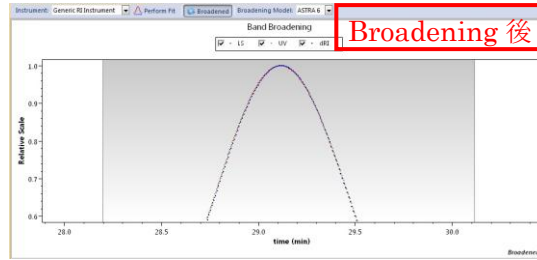 Instrument: Generic RI Instrument Perform Fit Broadened Broadening Model: ASTRA 6
Broadening 後
Band Broadening
- LS - UV - dRI
1.0
0.9
0.8
0.7
0.6
Relative Scale
28.0 28.5 29.0 29.5 30.0
time (min)